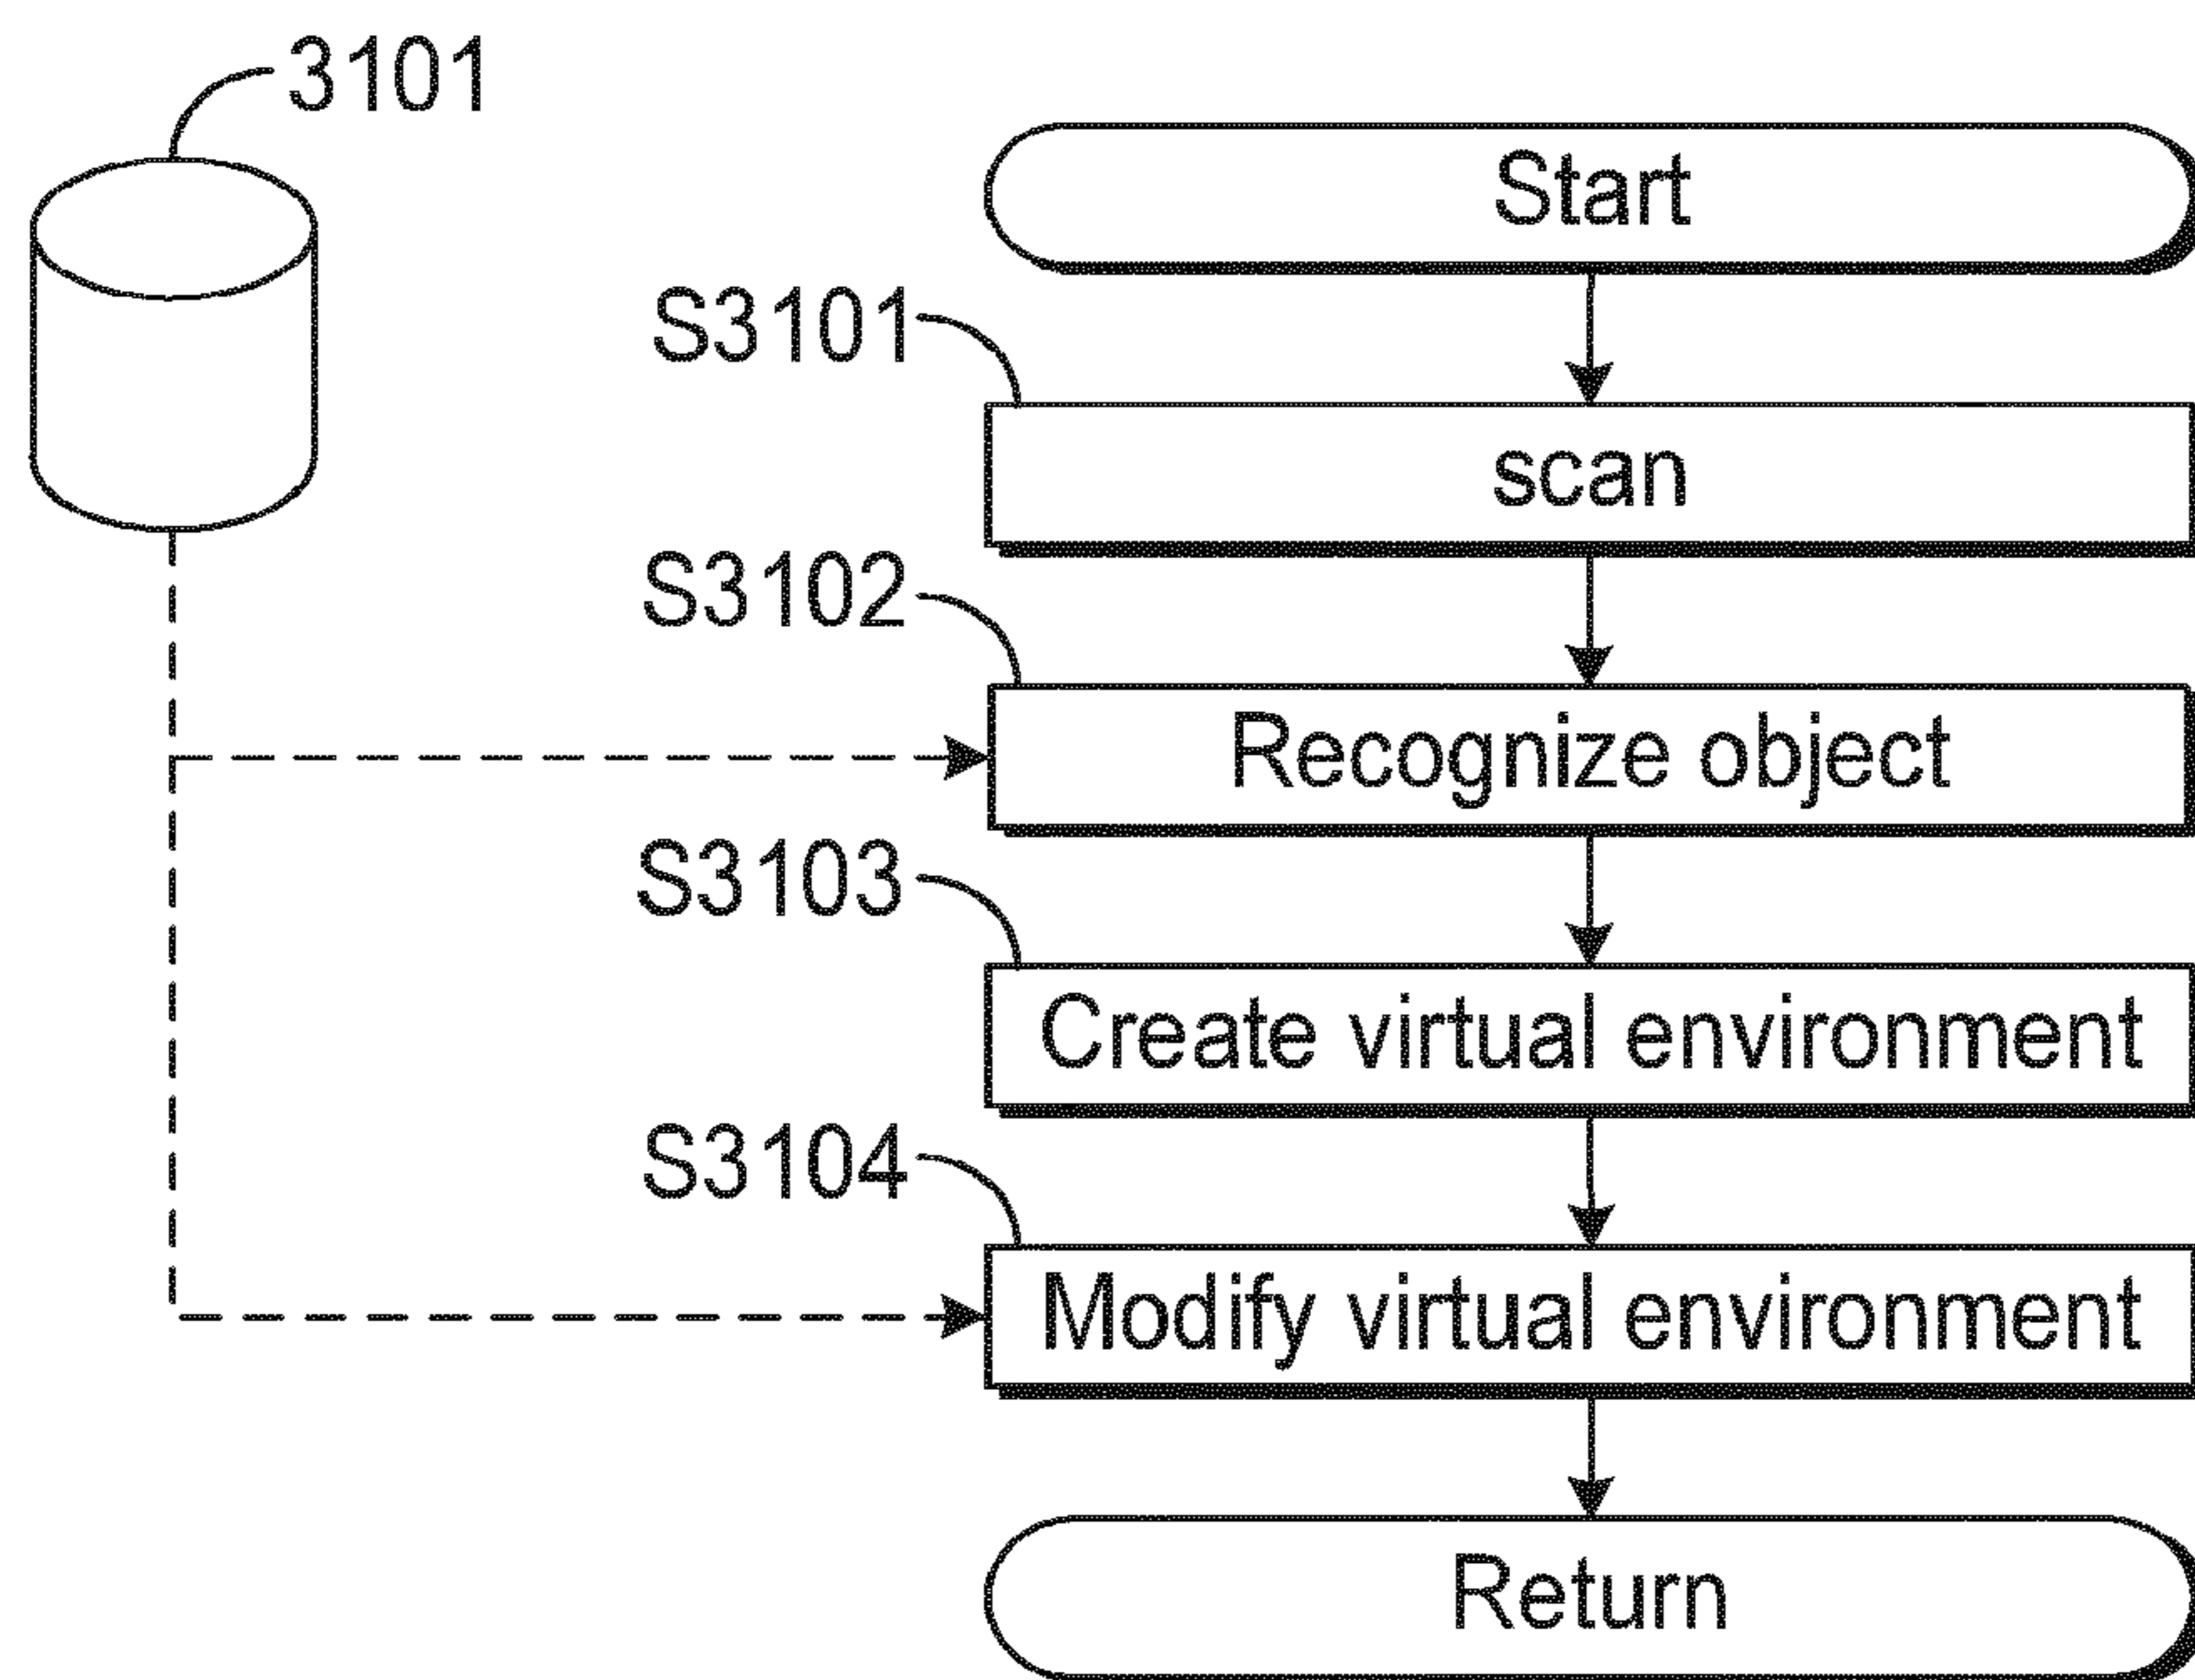 3101
Start
S3101
scan
S3102
Recognize object
S3103
Create virtual environment
S3104
Modify virtual environment
Return